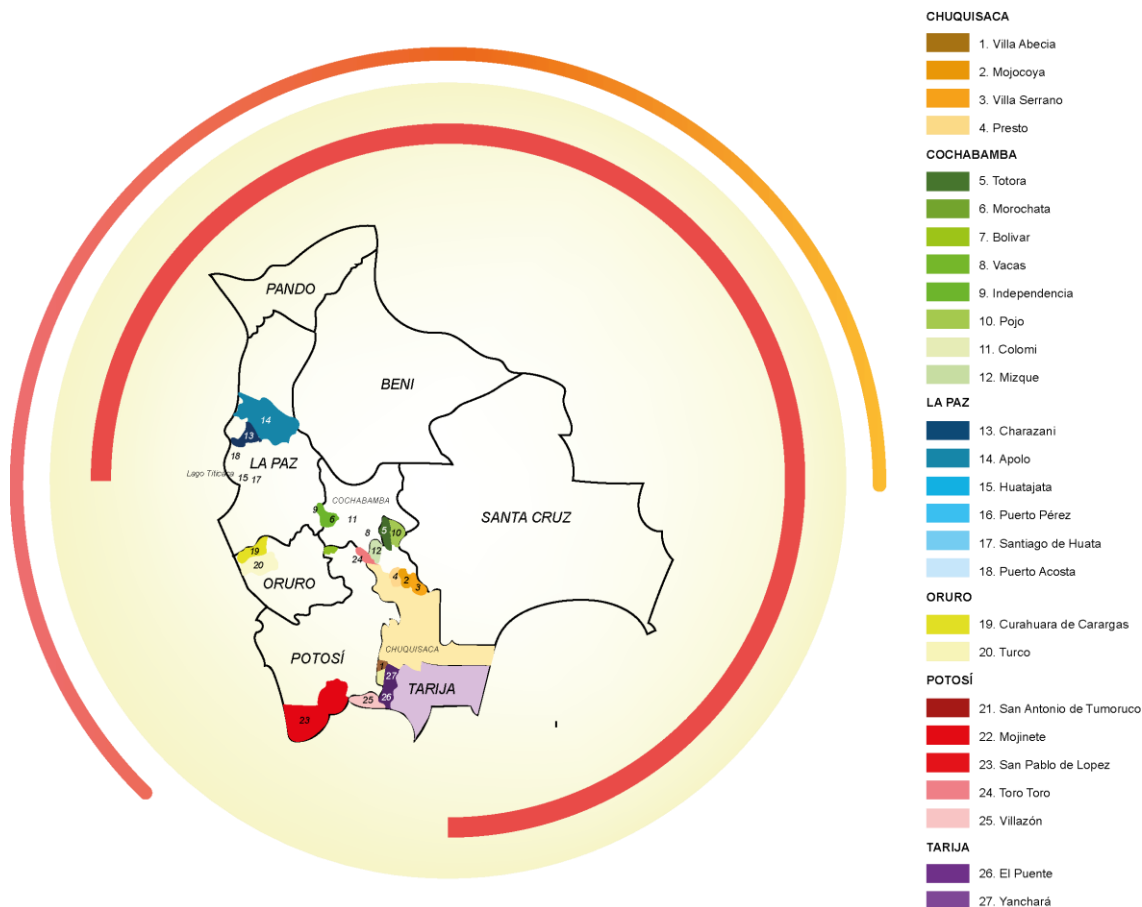 PANDO
BENI
14
13
18
LA PAZ
Lago Titicaca
15
17
COCHABAMBA
9
6
11
8
5
10
12
24
SANTA CRUZ
19
20
ORURO
4
2
3
POTOSÍ
CHUQUISACA
1
27
TARIJA
26
25
23
CHUQUISACA
1. Villa Abecia
2. Mojocoya
3. Villa Serrano
4. Presto
COCHABAMBA
5. Totora
6. Morochata
7. Bolivar
8. Vacas
9. Independencia
10. Pojo
11. Colomi
12. Mizque
LA PAZ
13. Charazani
14. Apolo
15. Huatajata
16. Puerto Pérez
17. Santiago de Huata
18. Puerto Acosta
ORURO
19. Curahuara de Carargas
20. Turco
POTOSÍ
21. San Antonio de Tumoruco
22. Mojinete
23. San Pablo de Lopez
24. Toro Toro
25. Villazón
TARIJA
26. El Puente
27. Yanchará